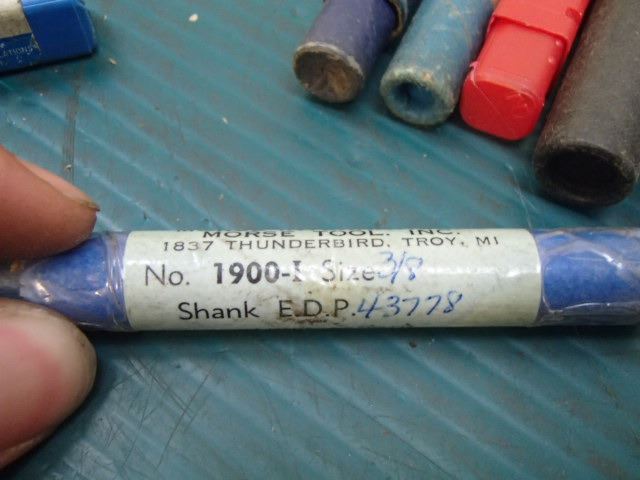 MORSE TOOL, INC.
1837 THUNDERBIRD, TROY, MI
No. 1900-I Size 3/8
Shank E.D.P. 43778